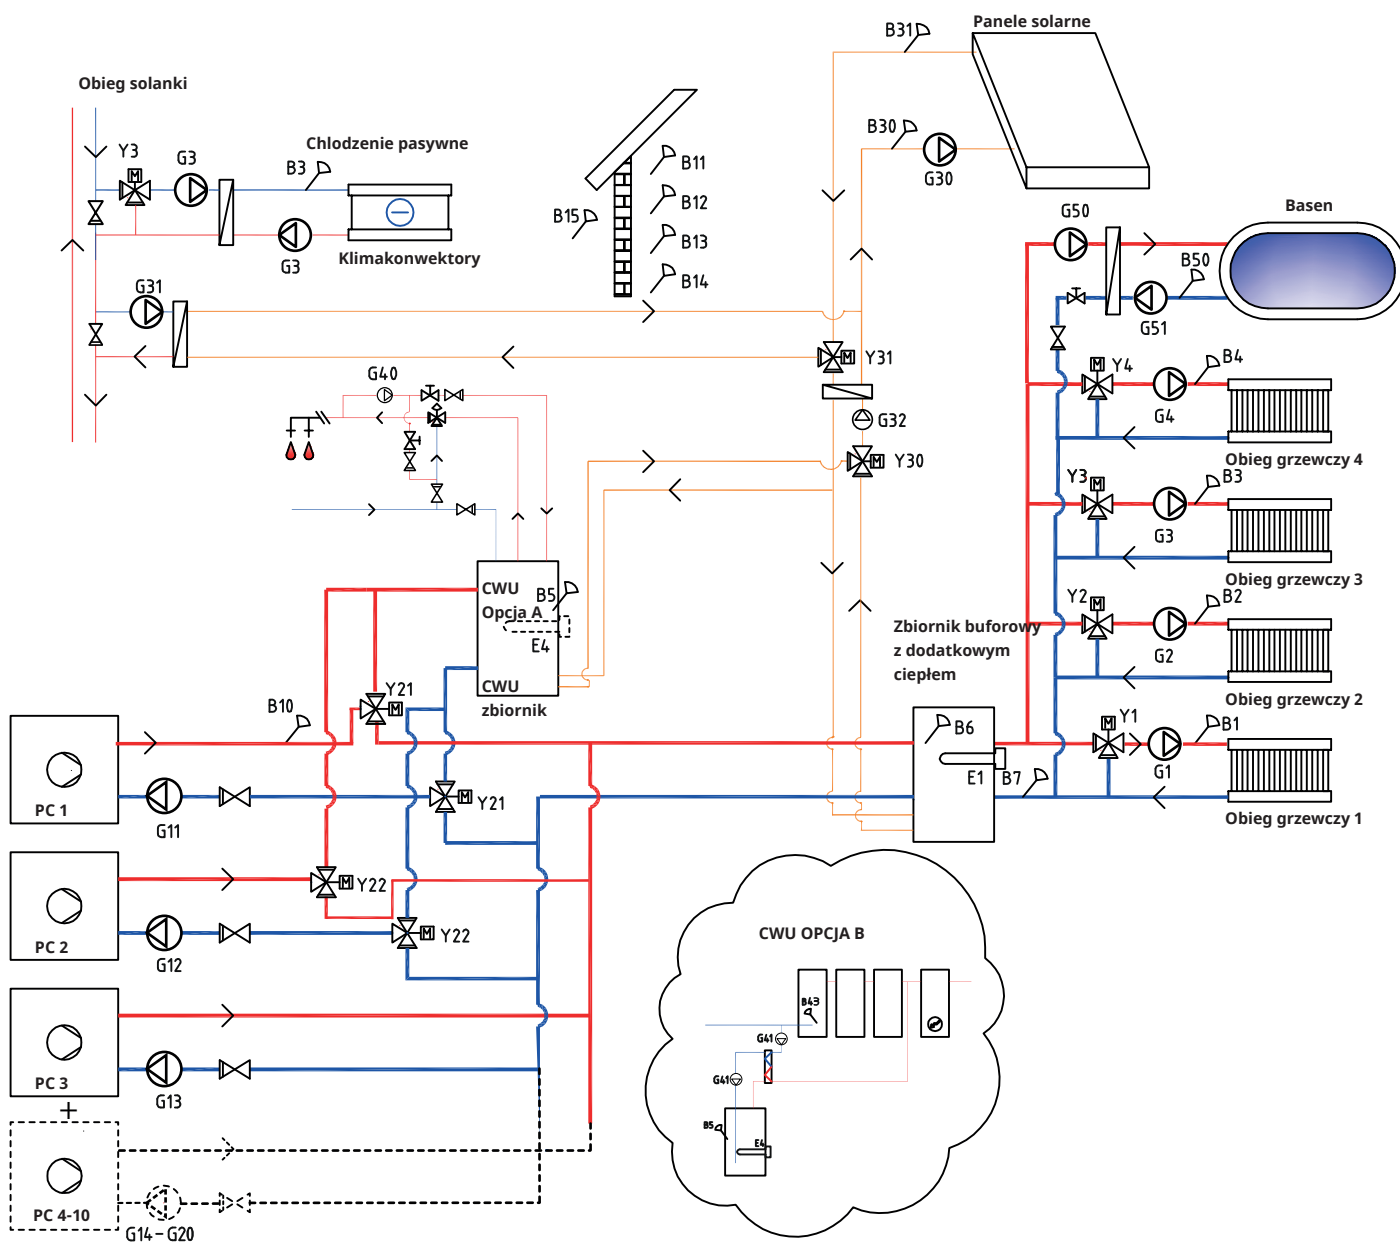 Panele solarne
B31
Obieg solanki
B30
G30
Y3
G3
B3
Chlodzenie pasywne
M
G3
Klimakonwektory
B11
B12
B13
B14
B15
G50
Basen
B50
G51
G31
Y31
M
G32
Y30
M
G40
M
Y4
B4
G4
Obieg grzewczy 4
M
Y3
B3
G3
Obieg grzewczy 3
M
Y2
B2
G2
Obieg grzewczy 2
M
Y1
B1
G1
Obieg grzewczy 1
CWU
Opcja A
B5
E4
CWU
zbiornik
Zbiornik buforowy
z dodatkowym
ciepłem
B6
E1
B7
B10
Y21
M
Y21
M
PC 1
G11
Y22
M
Y22
M
PC 2
G12
PC 3
G13
+
PC 4-10
G14-G20
CWU OPCJA B
B43
G41
G41
B5
E4